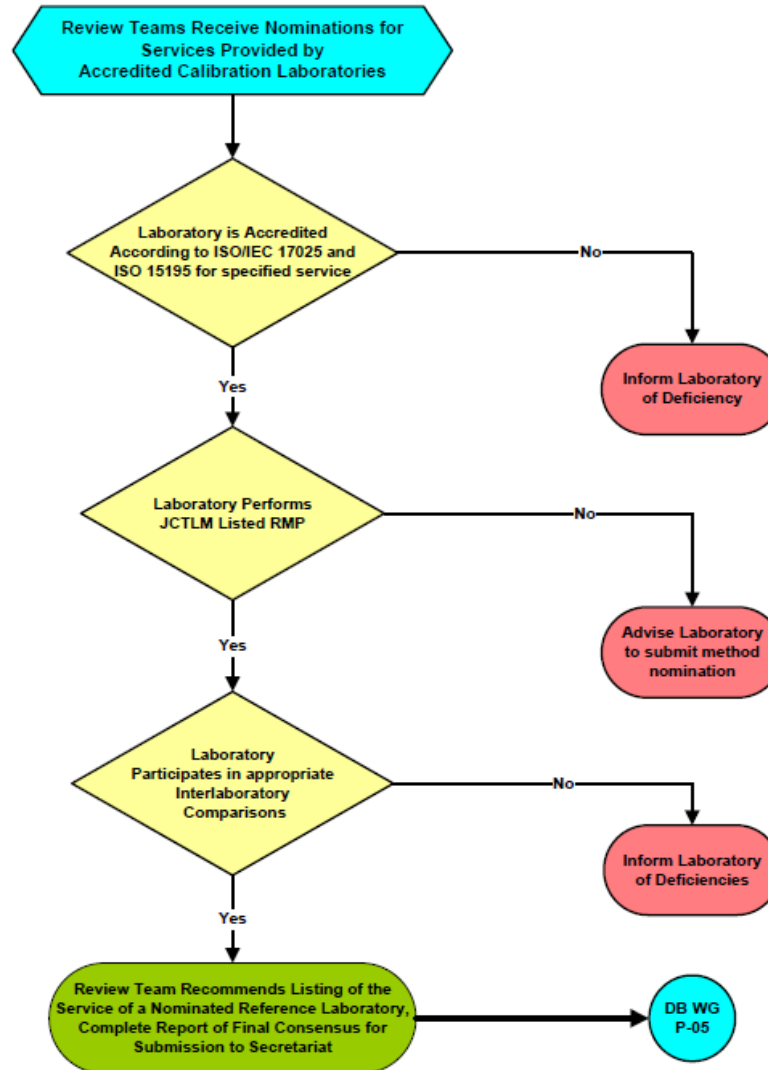 Review Teams Receive Nominations for
Services Provided by
Accredited Calibration Laboratories
Laboratory is Accredited
According to ISO/IEC 17025 and
ISO 15195 for specified service
No
Inform Laboratory
of Deficiency
Yes
Laboratory Performs
JCTLM Listed RMP
No
Advise Laboratory
to submit method
nomination
Yes
Laboratory
Participates in appropriate
Interlaboratory
Comparisons
No
Inform Laboratory
of Deficiencies
Yes
Review Team Recommends Listing of the
Service of a Nominated Reference Laboratory,
Complete Report of Final Consensus for
Submission to Secretariat
DB WG
P-05